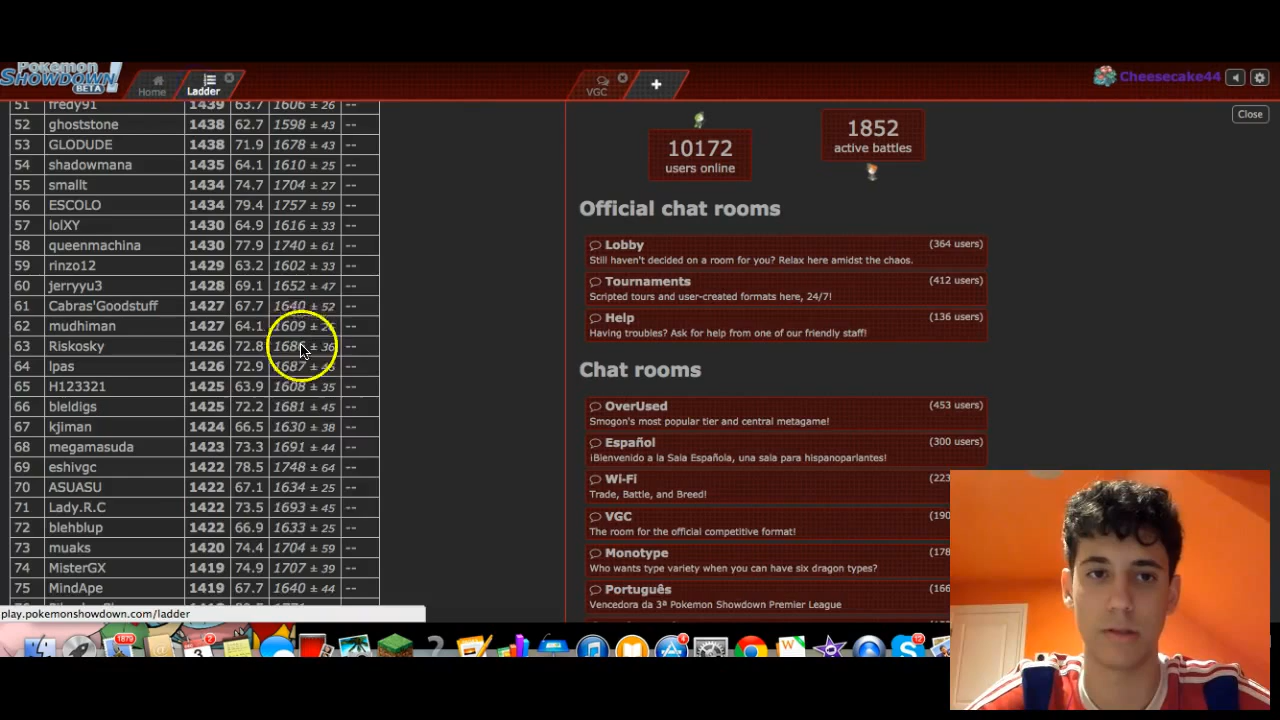 Pokémon
SHOWDOWN!
BETA
Home
Ladder
VGC
+
Cheesecake44
51 fredy91 1439 63.7 1606 ± 26 --
52 ghoststone 1438 62.7 1598 ± 43 --
53 GLODUDE 1438 71.9 1678 ± 43 --
54 shadowmana 1435 64.1 1610 ± 25 --
55 smallt 1434 74.7 1704 ± 27 --
56 ESCOLO 1434 79.4 1757 ± 59 --
57 lolXY 1430 64.9 1616 ± 33 --
58 queenmachina 1430 77.9 1740 ± 61 --
59 rinzo12 1429 63.2 1602 ± 33 --
60 jerryyu3 1428 69.1 1652 ± 47 --
61 Cabras'Goodstuff 1427 67.7 1640 ± 52 --
62 mudhiman 1427 64.1 1609 ± --
63 Riskosky 1426 72.8 ± 36 --
64 lpas 1426 72.9 1687 ± --
65 H123321 1425 63.9 1608 ± 35 --
66 bleldigs 1425 72.2 1681 ± 45 --
67 kjiman 1424 66.5 1630 ± 38 --
68 megamasuda 1423 73.3 1691 ± 44 --
69 eshivgc 1422 78.5 1748 ± 64 --
70 ASUASU 1422 67.1 1634 ± 25 --
71 Lady.R.C 1422 73.5 1693 ± 45 --
72 blehblup 1422 66.9 1633 ± 25 --
73 muaks 1420 74.4 1704 ± 59 --
74 MisterGX 1419 74.9 1707 ± 39 --
75 MindApe 1419 67.7 1640 ± 44 --
play.pokemonshowdown.com/ladder
Close
10172
users online
1852
active battles
Official chat rooms
Lobby (364 users)
Still haven't decided on a room for you? Relax here amidst the chaos.
Tournaments (412 users)
Scripted tours and user-created formats here, 24/7!
Help (136 users)
Having troubles? Ask for help from one of our friendly staff!
Chat rooms
OverUsed (453 users)
Smogon's most popular tier and central metagame!
Español (300 users)
¡Bienvenido a la Sala Española, una sala para hispanoparlantes!
Wi-Fi (223
Trade, Battle, and Breed!
VGC (190
The room for the official competitive format!
Monotype (178
Who wants type variety when you can have six dragon types?
Português (166
Vencedora da 3ª Pokemon Showdown Premier League
1879
2
3
4
12